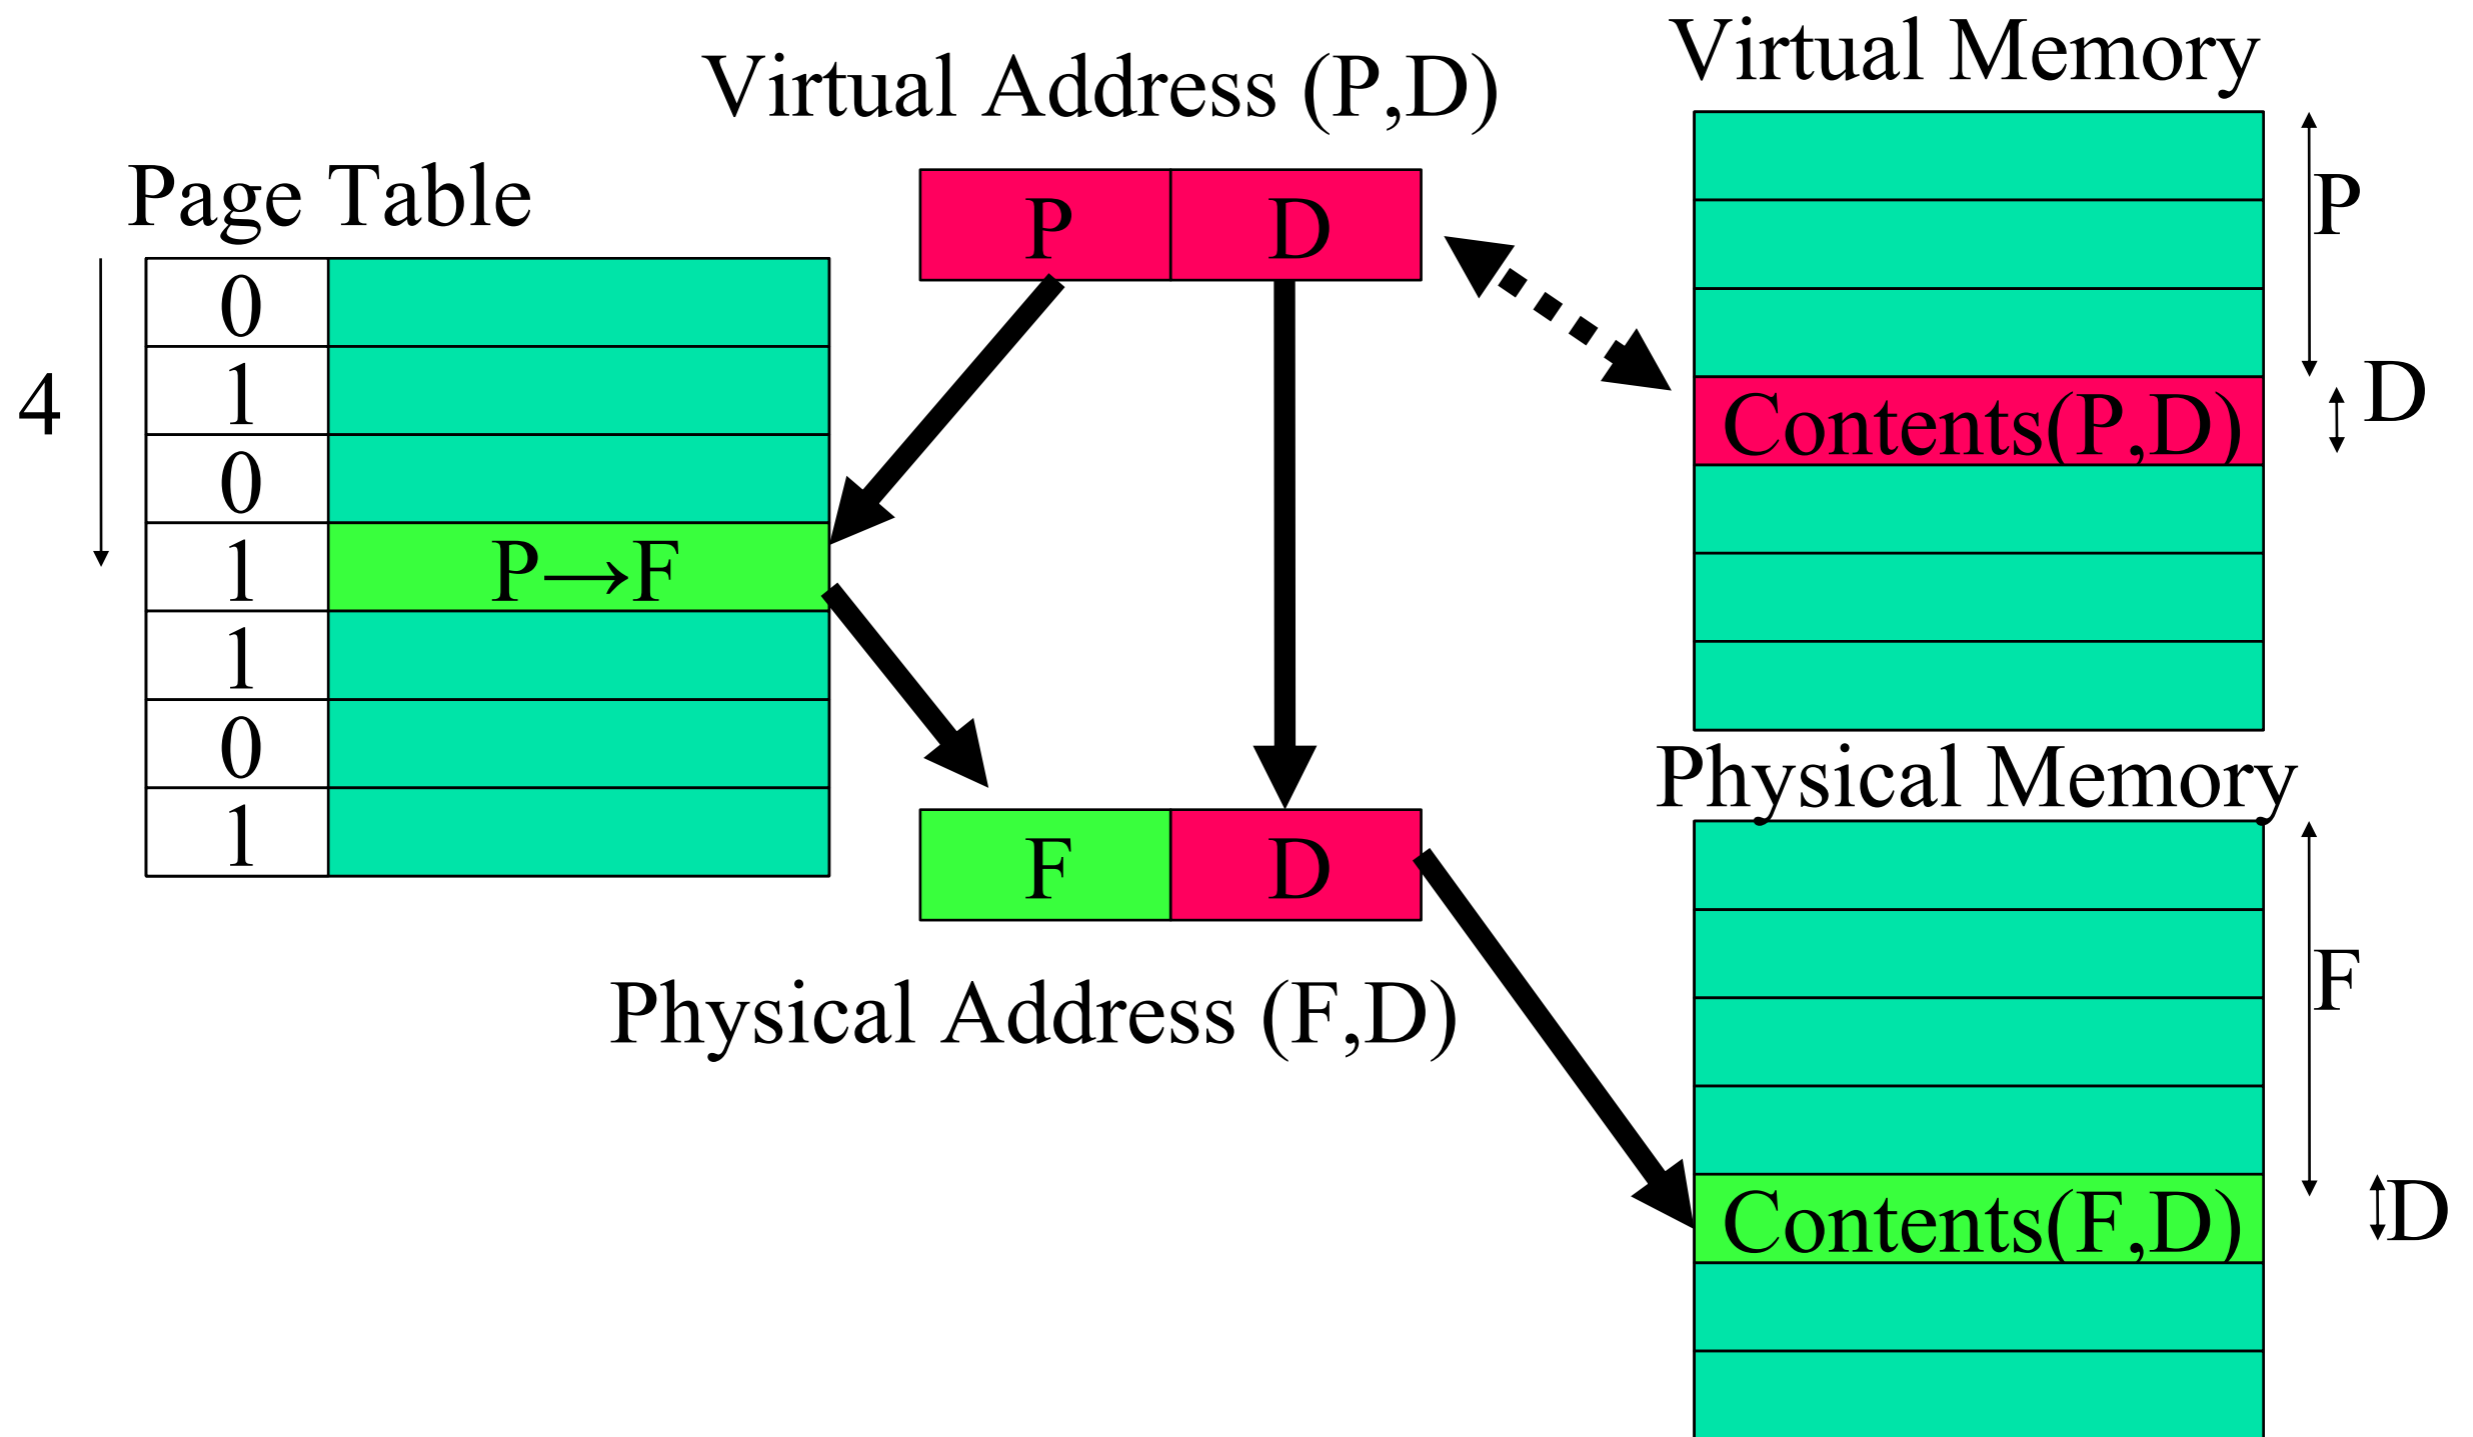 Virtual Address (P,D)
P D
Page Table
4
0
1
0
1 P→F
1
0
1
F D
Physical Address (F,D)
Virtual Memory
P
Contents(P,D) D
Physical Memory
F
Contents(F,D) D